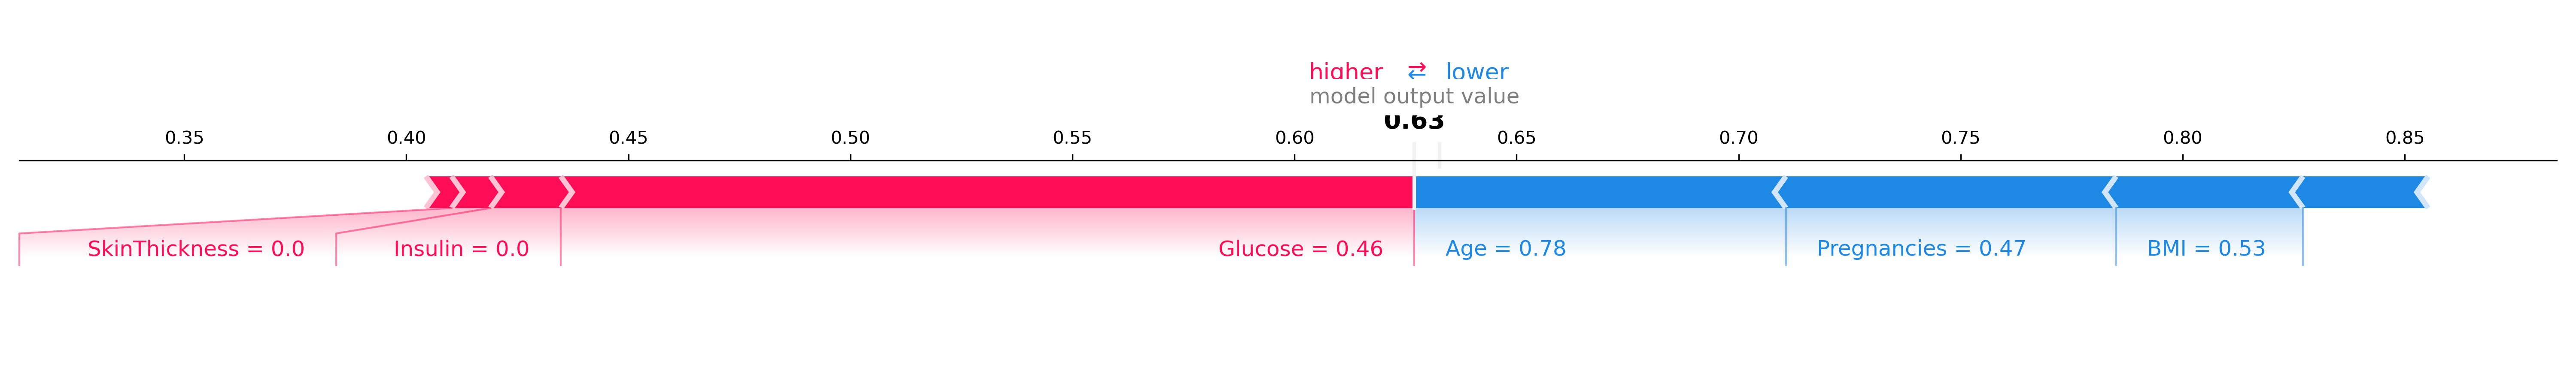 higher ⇄ lower
model output value
0.63
0.35 0.40 0.45 0.50 0.55 0.60 0.65 0.70 0.75 0.80 0.85
SkinThickness = 0.0 Insulin = 0.0 Glucose = 0.46 Age = 0.78 Pregnancies = 0.47 BMI = 0.53